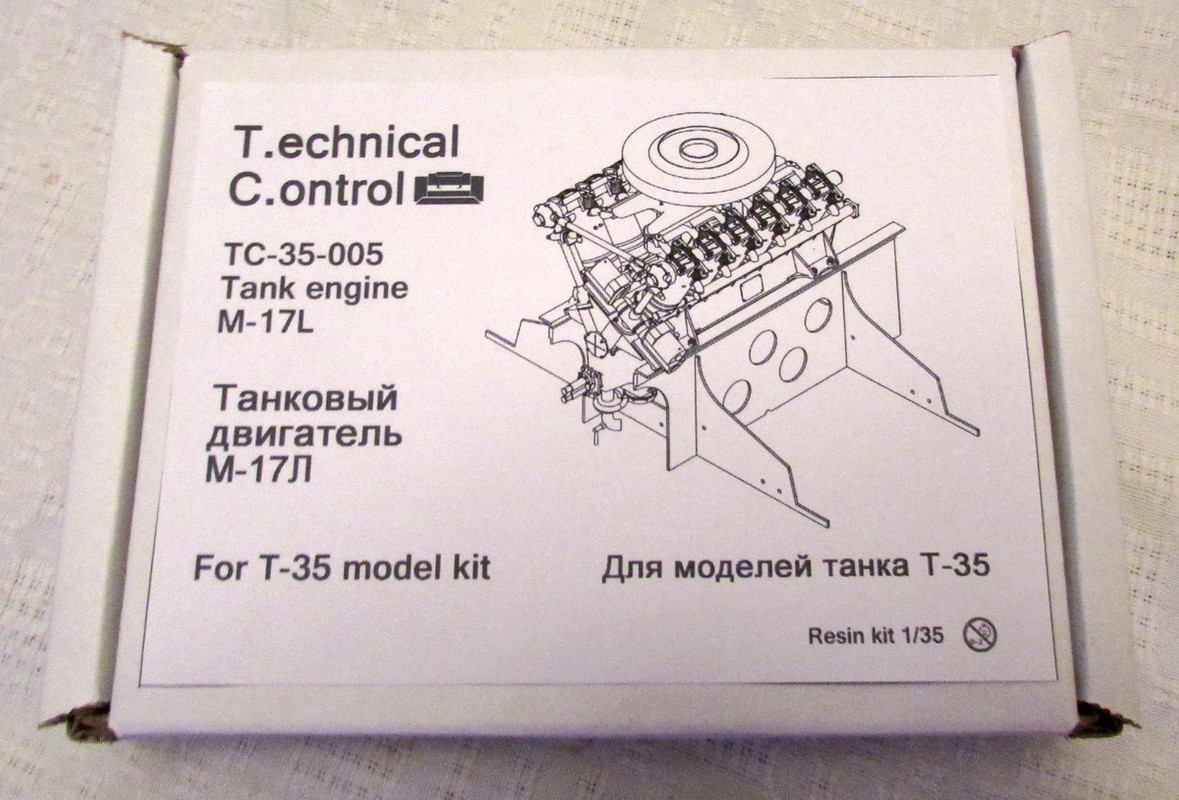 T.echnical
C.ontrol
TC-35-005
Tank engine
M-17L
Танковый
двигатель
М-17Л
For T-35 model kit
Для моделей танка Т-35
Resin kit 1/35